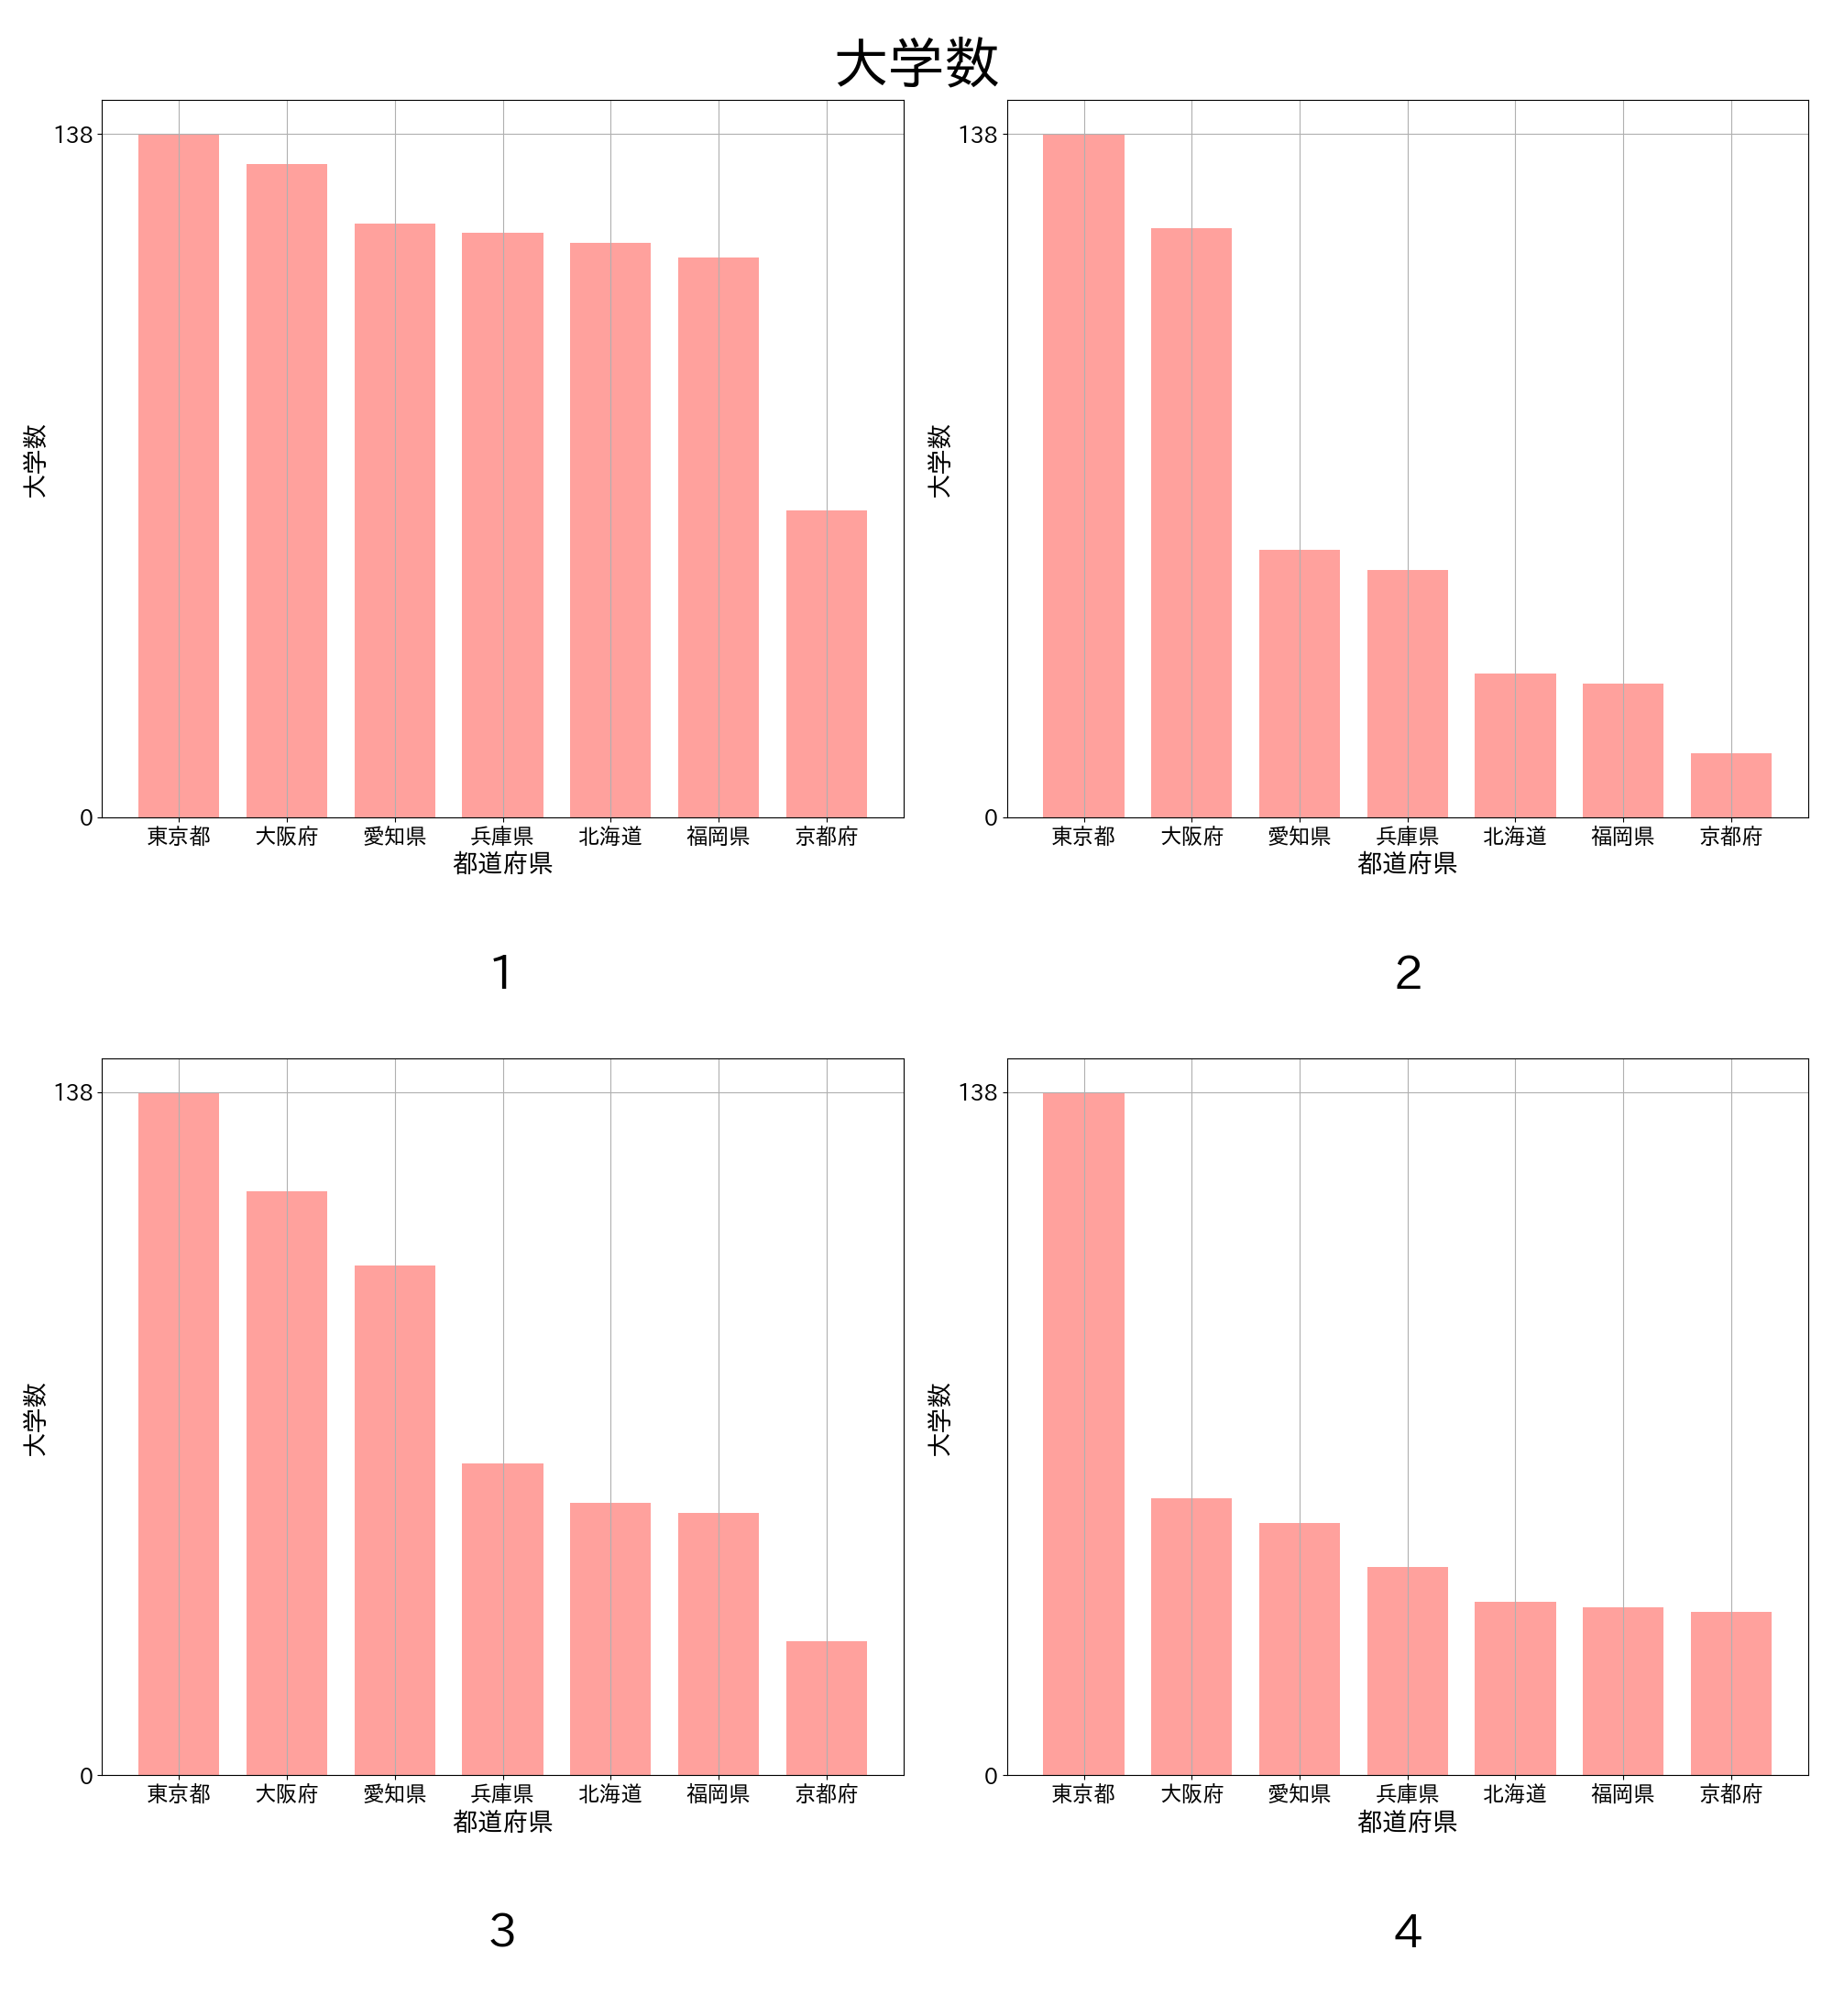 大学数
138
0
大学数
東京都 大阪府 愛知県 兵庫県 北海道 福岡県 京都府
都道府県
1
138
0
大学数
東京都 大阪府 愛知県 兵庫県 北海道 福岡県 京都府
都道府県
2
138
0
大学数
東京都 大阪府 愛知県 兵庫県 北海道 福岡県 京都府
都道府県
3
138
0
大学数
東京都 大阪府 愛知県 兵庫県 北海道 福岡県 京都府
都道府県
4